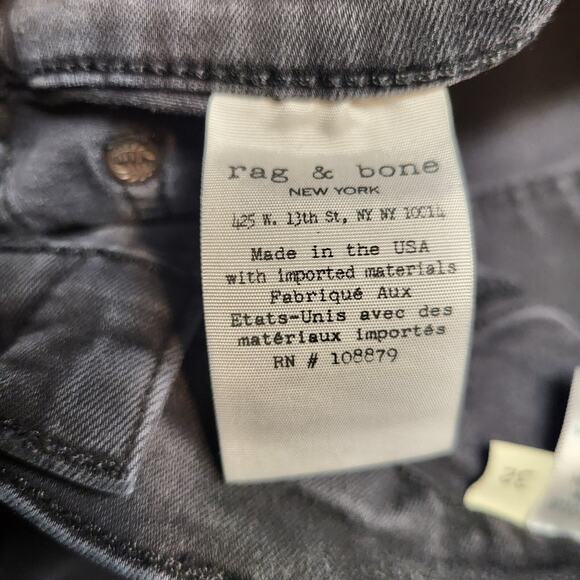 rag & bone
NEW YORK
425 W. 13th St, NY NY 10014
Made in the USA
with imported materials
Fabriqué Aux
Etats-Unis avec des
matériaux importés
RN # 108879
32